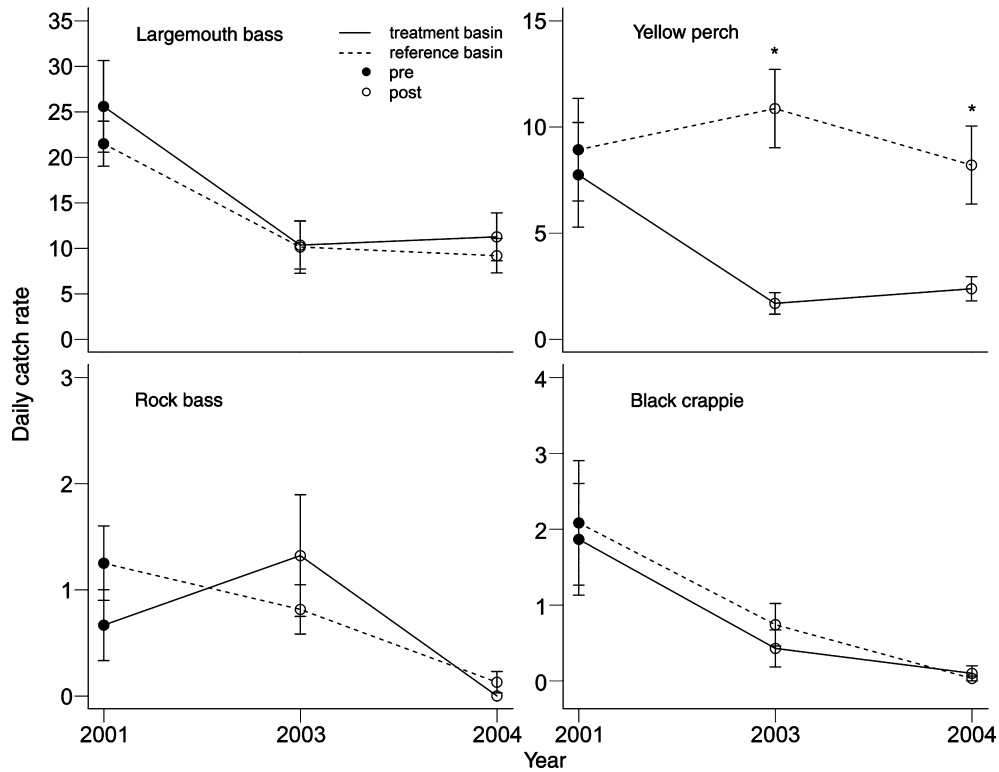 Daily catch rate
Largemouth bass
treatment basin
reference basin
pre
post
35
30
25
20
15
10
5
0
Yellow perch
*
*
15
10
5
0
Rock bass
3
2
1
0
2001
2003
2004
Black crappie
4
3
2
1
0
2001
2003
2004
Year